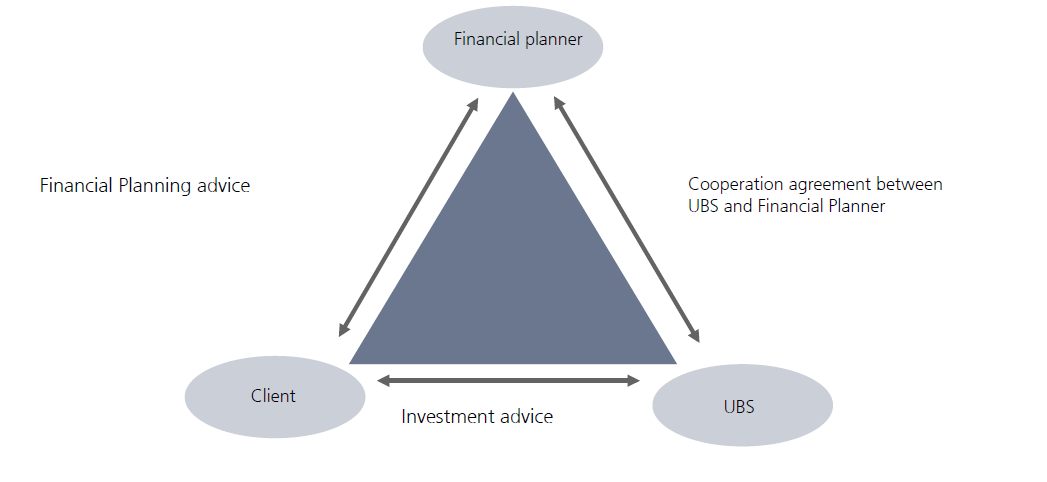 Financial planner
Financial Planning advice
Cooperation agreement between
UBS and Financial Planner
Client
Investment advice
UBS